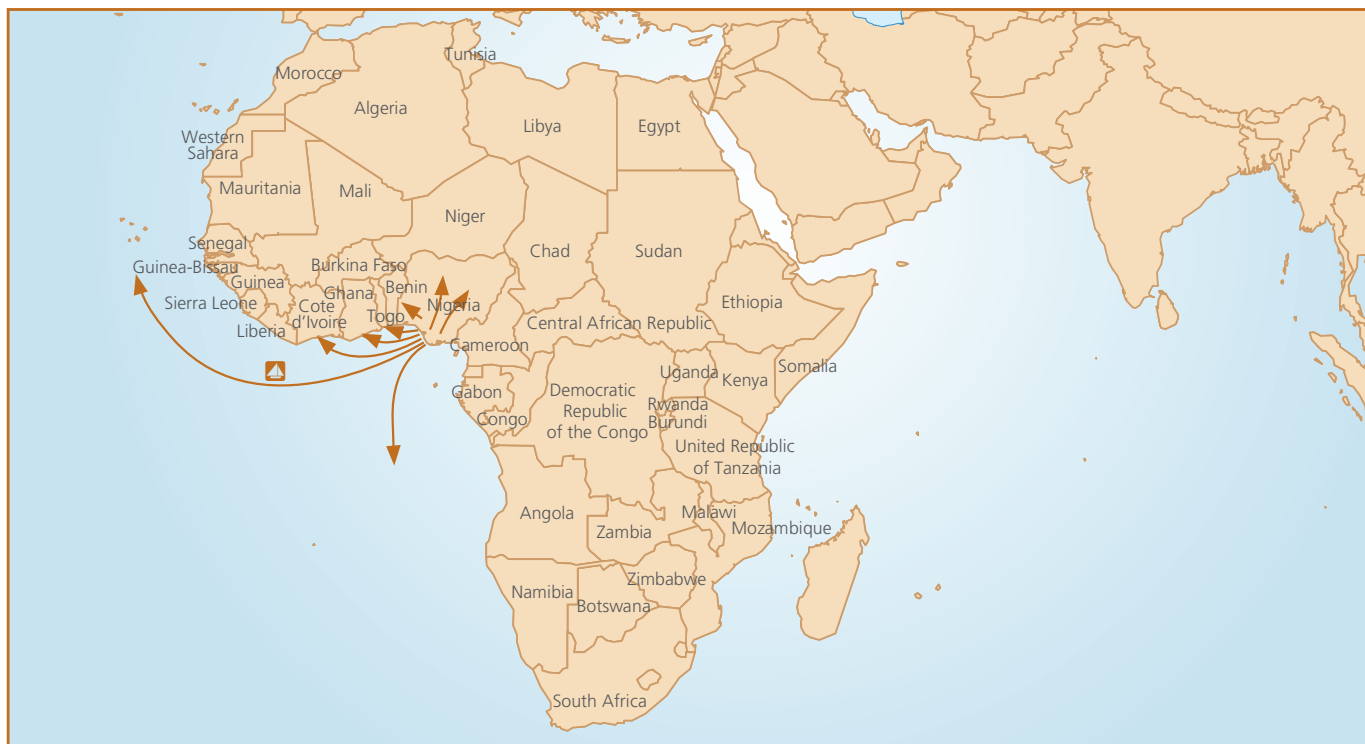 Tunisia
Morocco
Algeria
Libya
Egypt
Western
Sahara
Mauritania
Mali
Niger
Chad
Sudan
Senegal
Guinea-Bissau
Burkina Faso
Guinea
Benin
Ghana
Nigeria
Ethiopia
Sierra Leone
Cote
d’Ivoire
Togo
Liberia
Central African Republic
Cameroon
Uganda
Kenya
Somalia
Gabon
Democratic
Republic
of the Congo
Rwanda
Burundi
Congo
United Republic
of Tanzania
Angola
Malawi
Zambia
Mozambique
Zimbabwe
Namibia
Botswana
South Africa